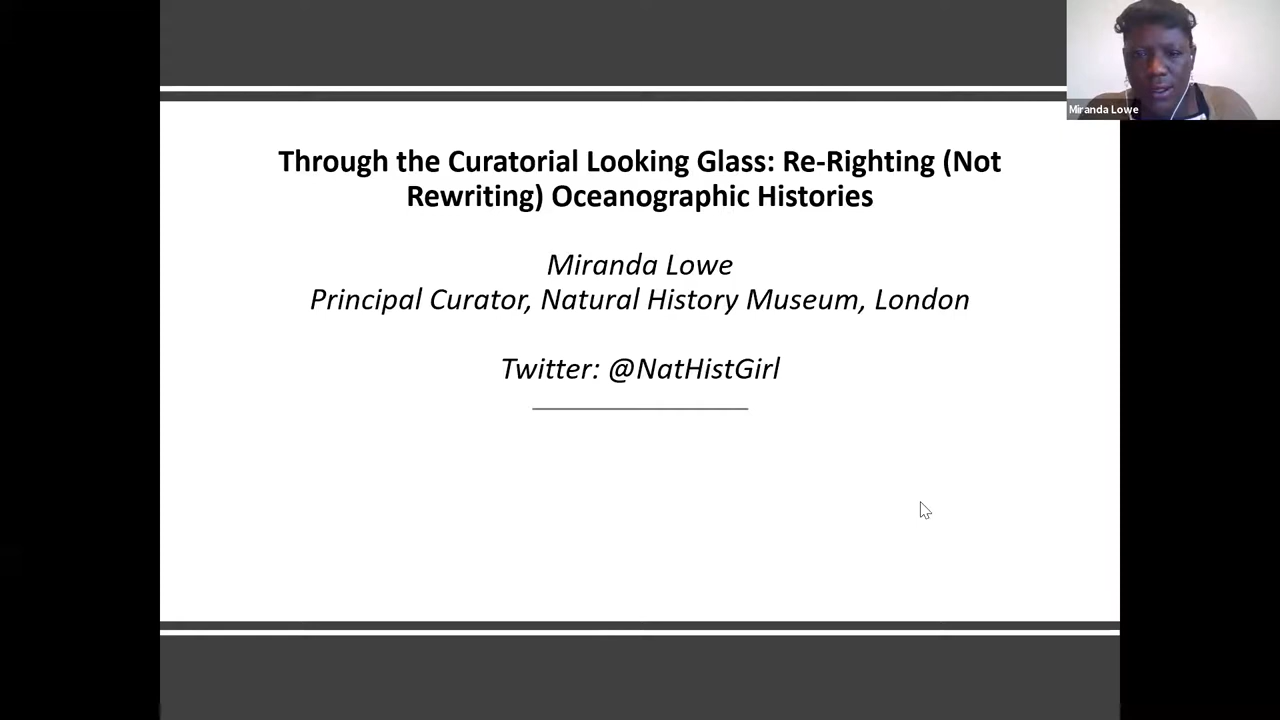 Through the Curatorial Looking Glass: Re-Righting (Not
Rewriting) Oceanographic Histories
Miranda Lowe
Principal Curator, Natural History Museum, London
Twitter: @NatHistGirl
Miranda Lowe